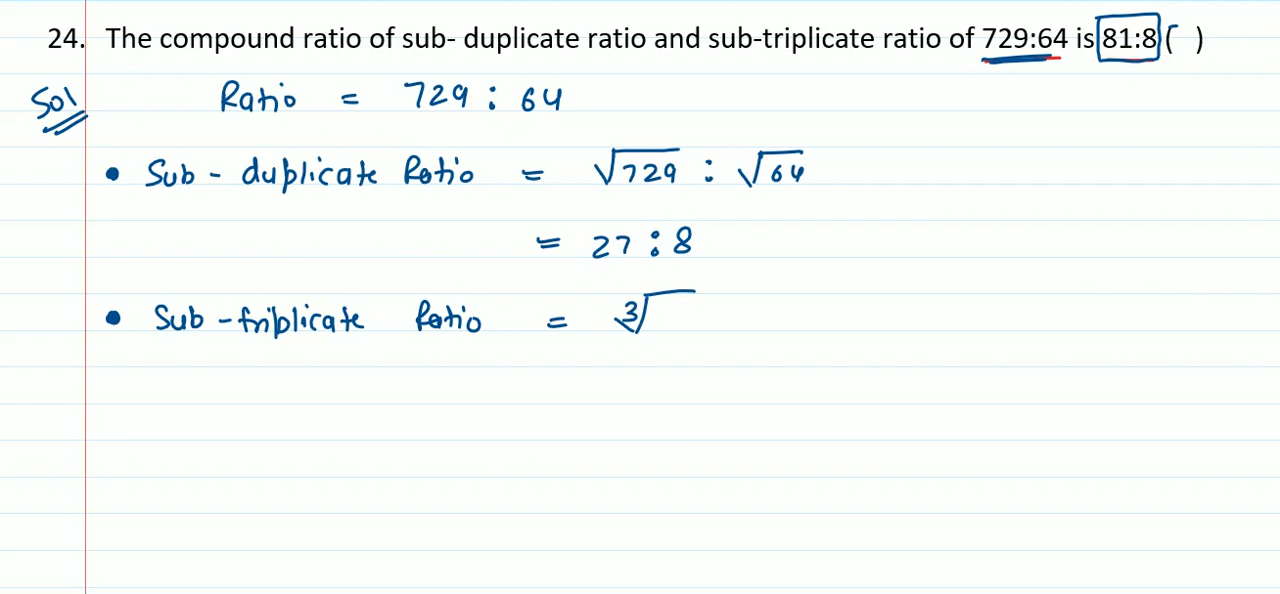 24. The compound ratio of sub- duplicate ratio and sub-triplicate ratio of 729:64 is 81:8 ( )
Sol Ratio = 729 : 64
• Sub - duplicate Ratio = √729 : √64
= 27 : 8
• Sub - triplicate Ratio = ∛